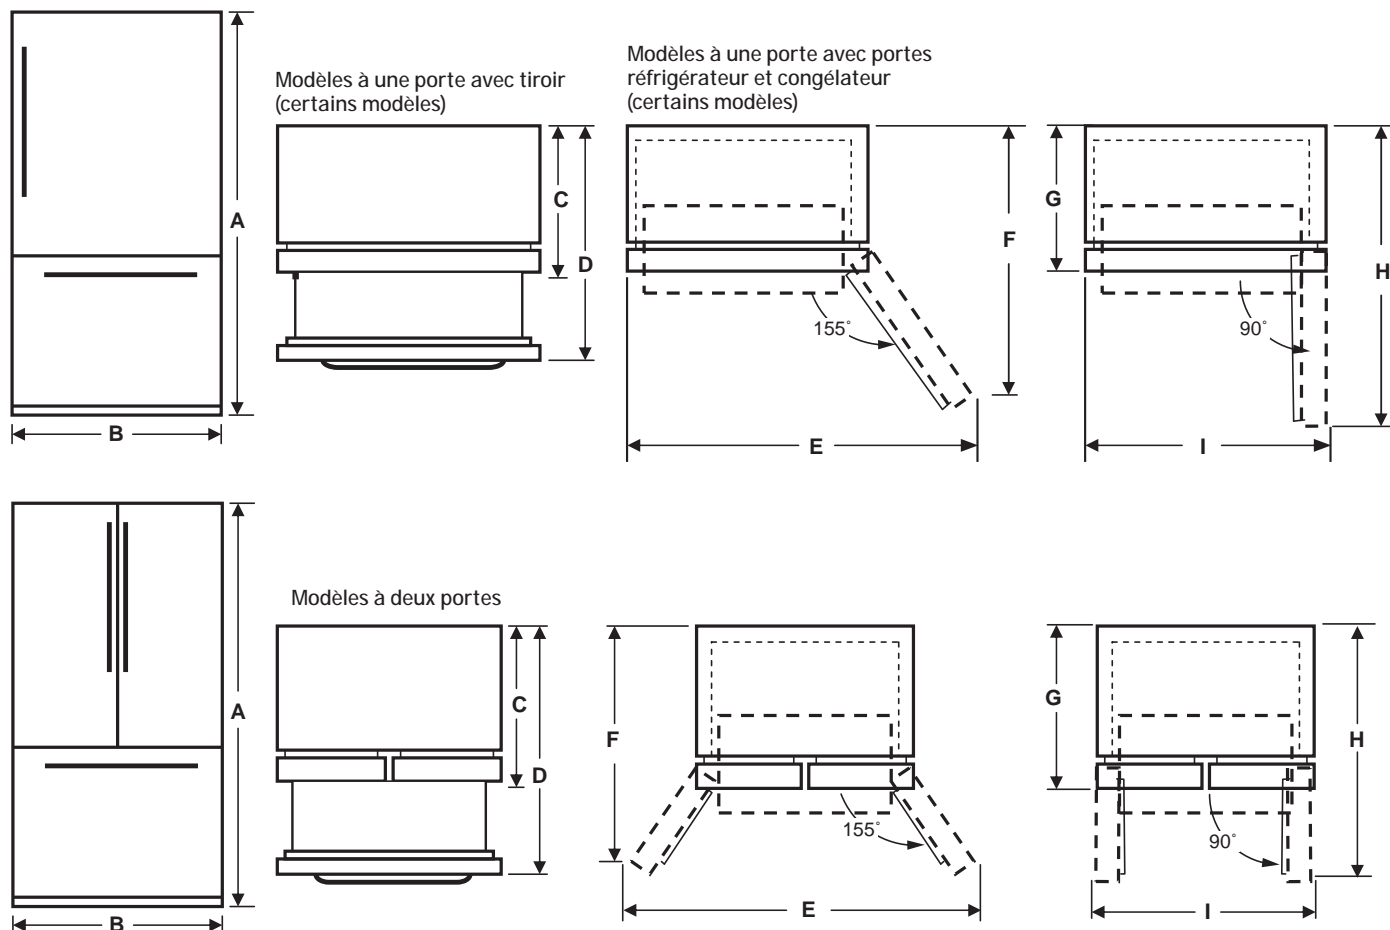 Modèles à une porte avec tiroir
(certains modèles)
Modèles à une porte avec portes
réfrigérateur et congélateur
(certains modèles)
A
B
C
D
155°
E
F
G
90°
H
I
Modèles à deux portes
A
B
C
D
F
155°
E
G
90°
H
I